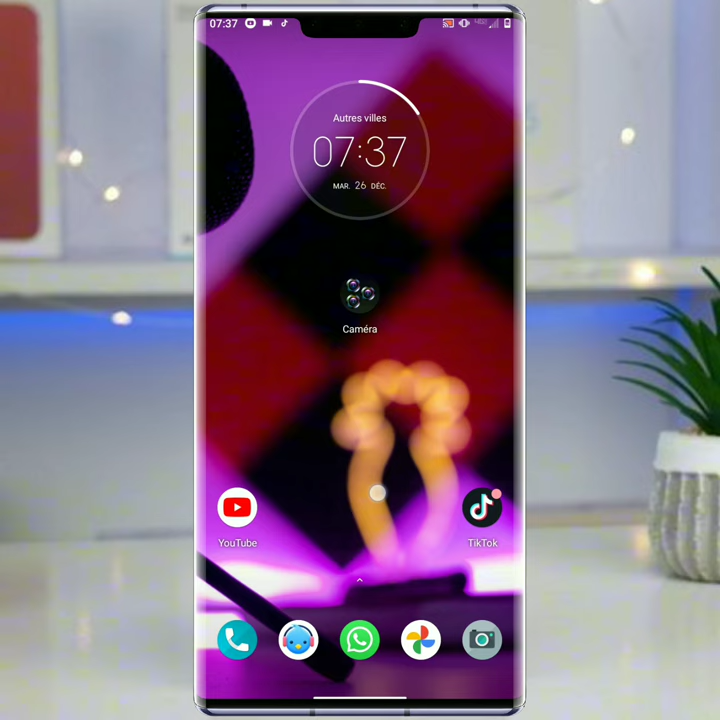 07:37
Autres villes
07:37
MAR. 26 DÉC.
Caméra
YouTube
TikTok